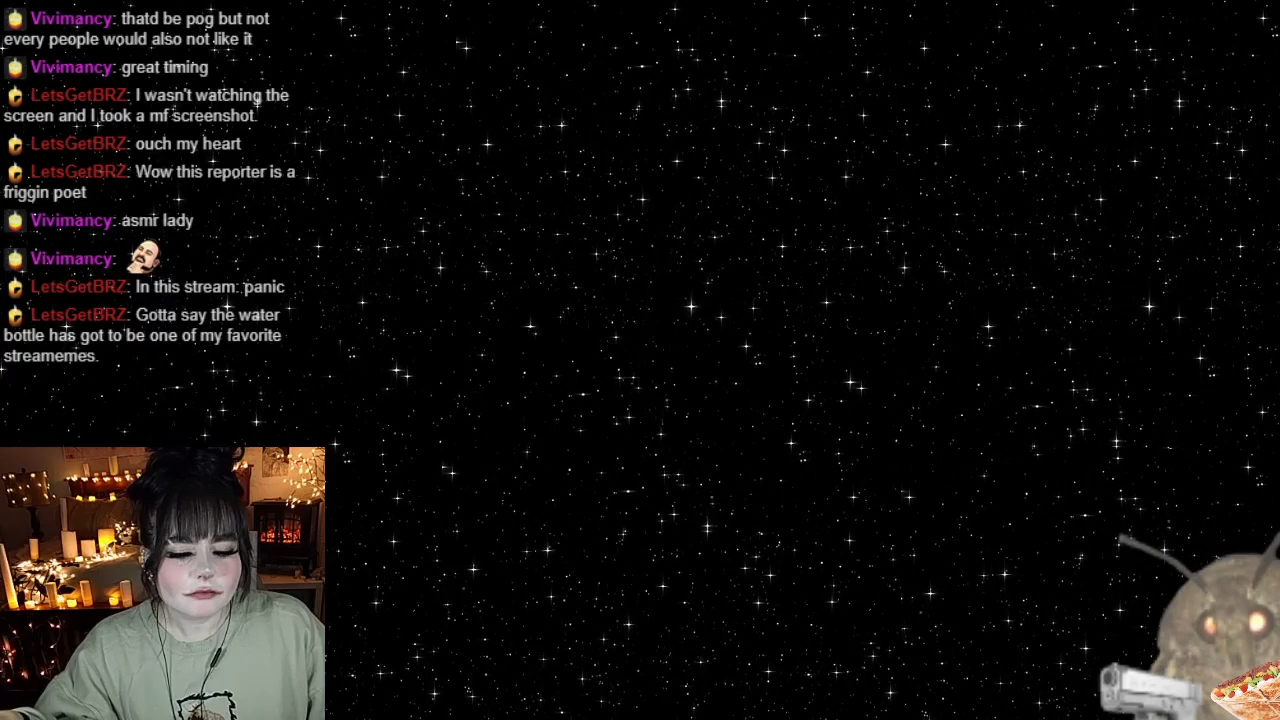 Vivimancy: thatd be pog but not
every people would also not like it
Vivimancy: great timing
LetsGetBRZ: I wasn't watching the
screen and I took a mf screenshot.
LetsGetBRZ: ouch my heart
LetsGetBRZ: Wow this reporter is a
friggin poet
Vivimancy: asmr lady
Vivimancy:
LetsGetBRZ: In this stream: panic
LetsGetBRZ: Gotta say the water
bottle has got to be one of my favorite
streamemes.